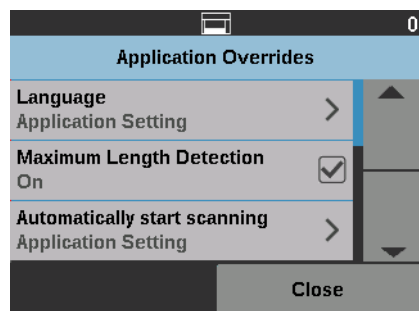 0
Application Overrides
Language
Application Setting
Maximum Length Detection
On
Automatically start scanning
Application Setting
Close